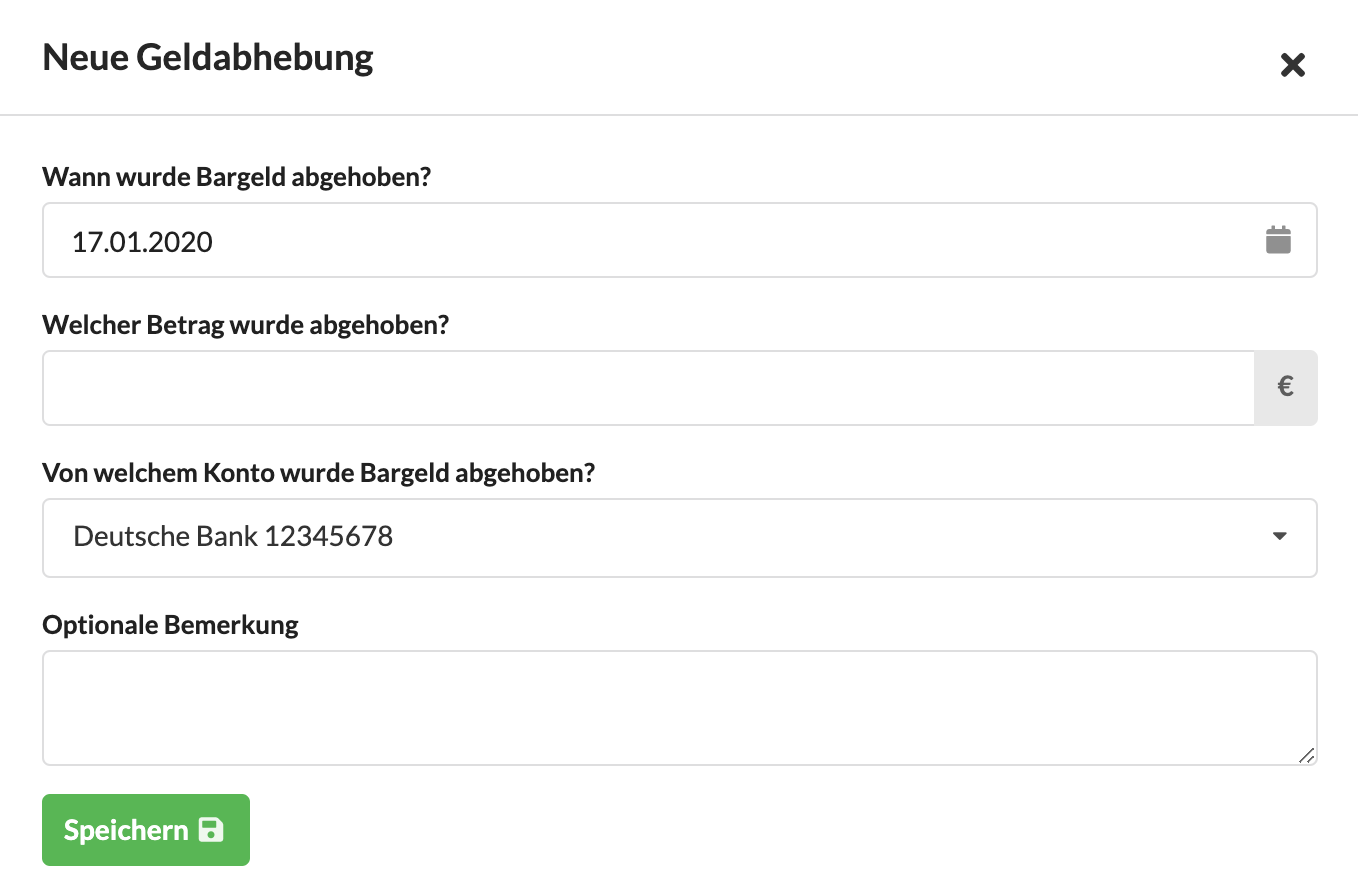 Neue Geldabhebung
Wann wurde Bargeld abgehoben?
17.01.2020
Welcher Betrag wurde abgehoben?
€
Von welchem Konto wurde Bargeld abgehoben?
Deutsche Bank 12345678
Optionale Bemerkung
Speichern